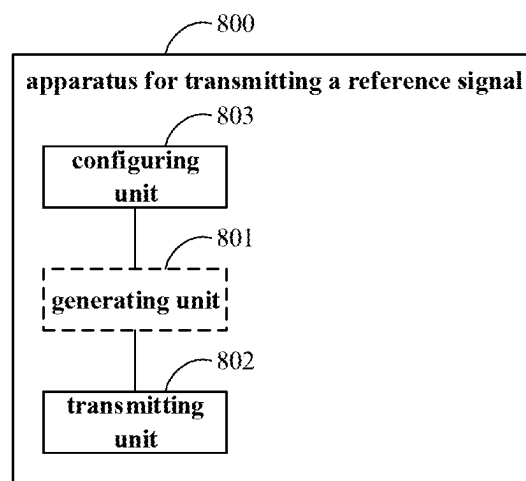 800
apparatus for transmitting a reference signal
803
configuring
unit
801
generating unit
802
transmitting
unit